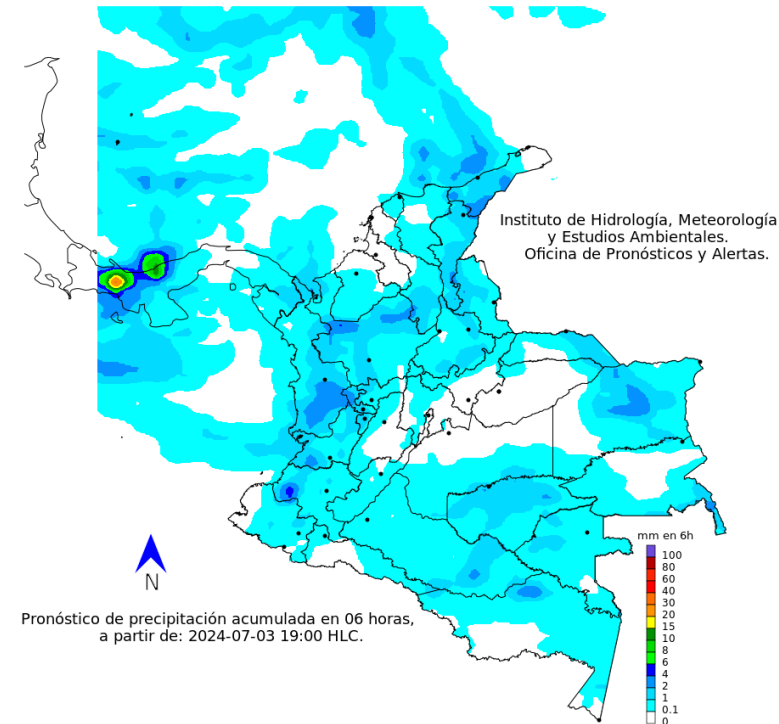 Instituto de Hidrología, Meteorología
y Estudios Ambientales.
Oficina de Pronósticos y Alertas.
mm en 6h
100
80
60
40
30
20
15
10
8
6
4
2
1
0.1
0
N
Pronóstico de precipitación acumulada en 06 horas,
a partir de: 2024-07-03 19:00 HLC.